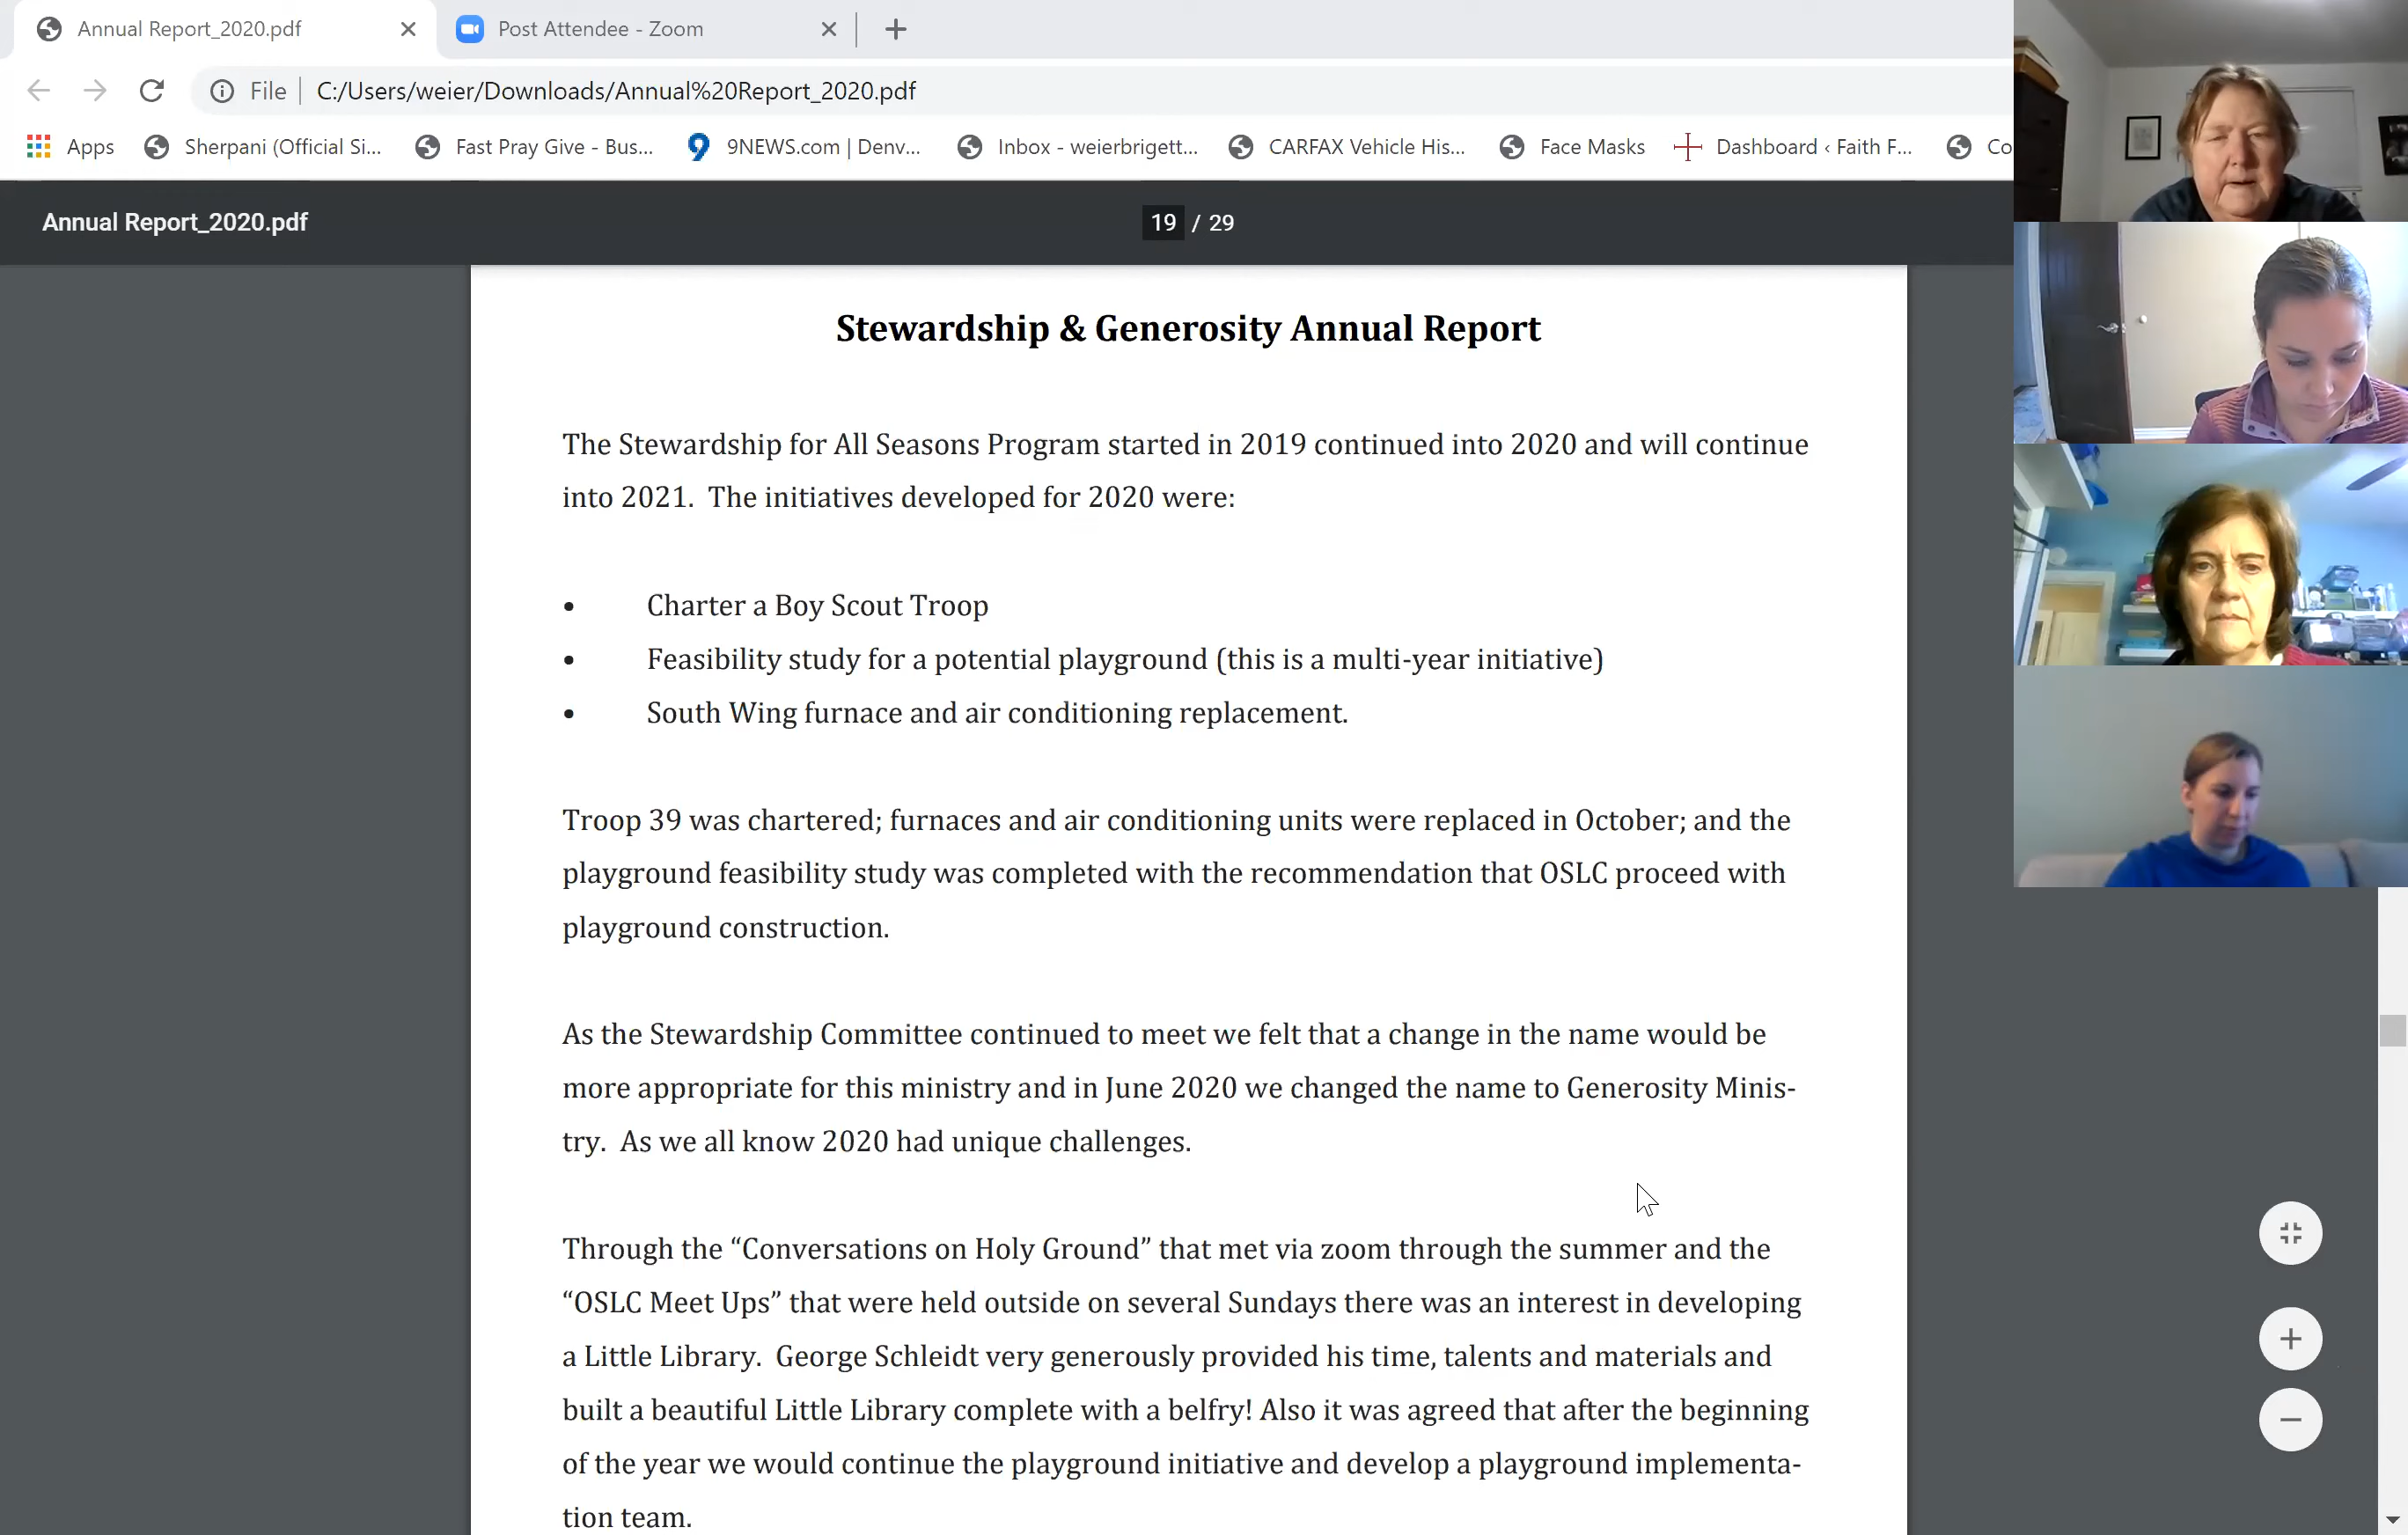 Annual Report_2020.pdf
Post Attendee - Zoom
File
C:/Users/weier/Downloads/Annual%20Report_2020.pdf
Apps
Sherpani (Official Si...
Fast Pray Give - Bus...
9NEWS.com | Denv...
Inbox - weierbrigett...
CARFAX Vehicle His...
Face Masks
Dashboard ‹ Faith F...
Co
Annual Report_2020.pdf
19 / 29
Stewardship & Generosity Annual Report
The Stewardship for All Seasons Program started in 2019 continued into 2020 and will continue
into 2021.  The initiatives developed for 2020 were:
• Charter a Boy Scout Troop
• Feasibility study for a potential playground (this is a multi-year initiative)
• South Wing furnace and air conditioning replacement.
Troop 39 was chartered; furnaces and air conditioning units were replaced in October; and the
playground feasibility study was completed with the recommendation that OSLC proceed with
playground construction.
As the Stewardship Committee continued to meet we felt that a change in the name would be
more appropriate for this ministry and in June 2020 we changed the name to Generosity Minis-
try.  As we all know 2020 had unique challenges.
Through the “Conversations on Holy Ground” that met via zoom through the summer and the
“OSLC Meet Ups” that were held outside on several Sundays there was an interest in developing
a Little Library.  George Schleidt very generously provided his time, talents and materials and
built a beautiful Little Library complete with a belfry! Also it was agreed that after the beginning
of the year we would continue the playground initiative and develop a playground implementa-
tion team.